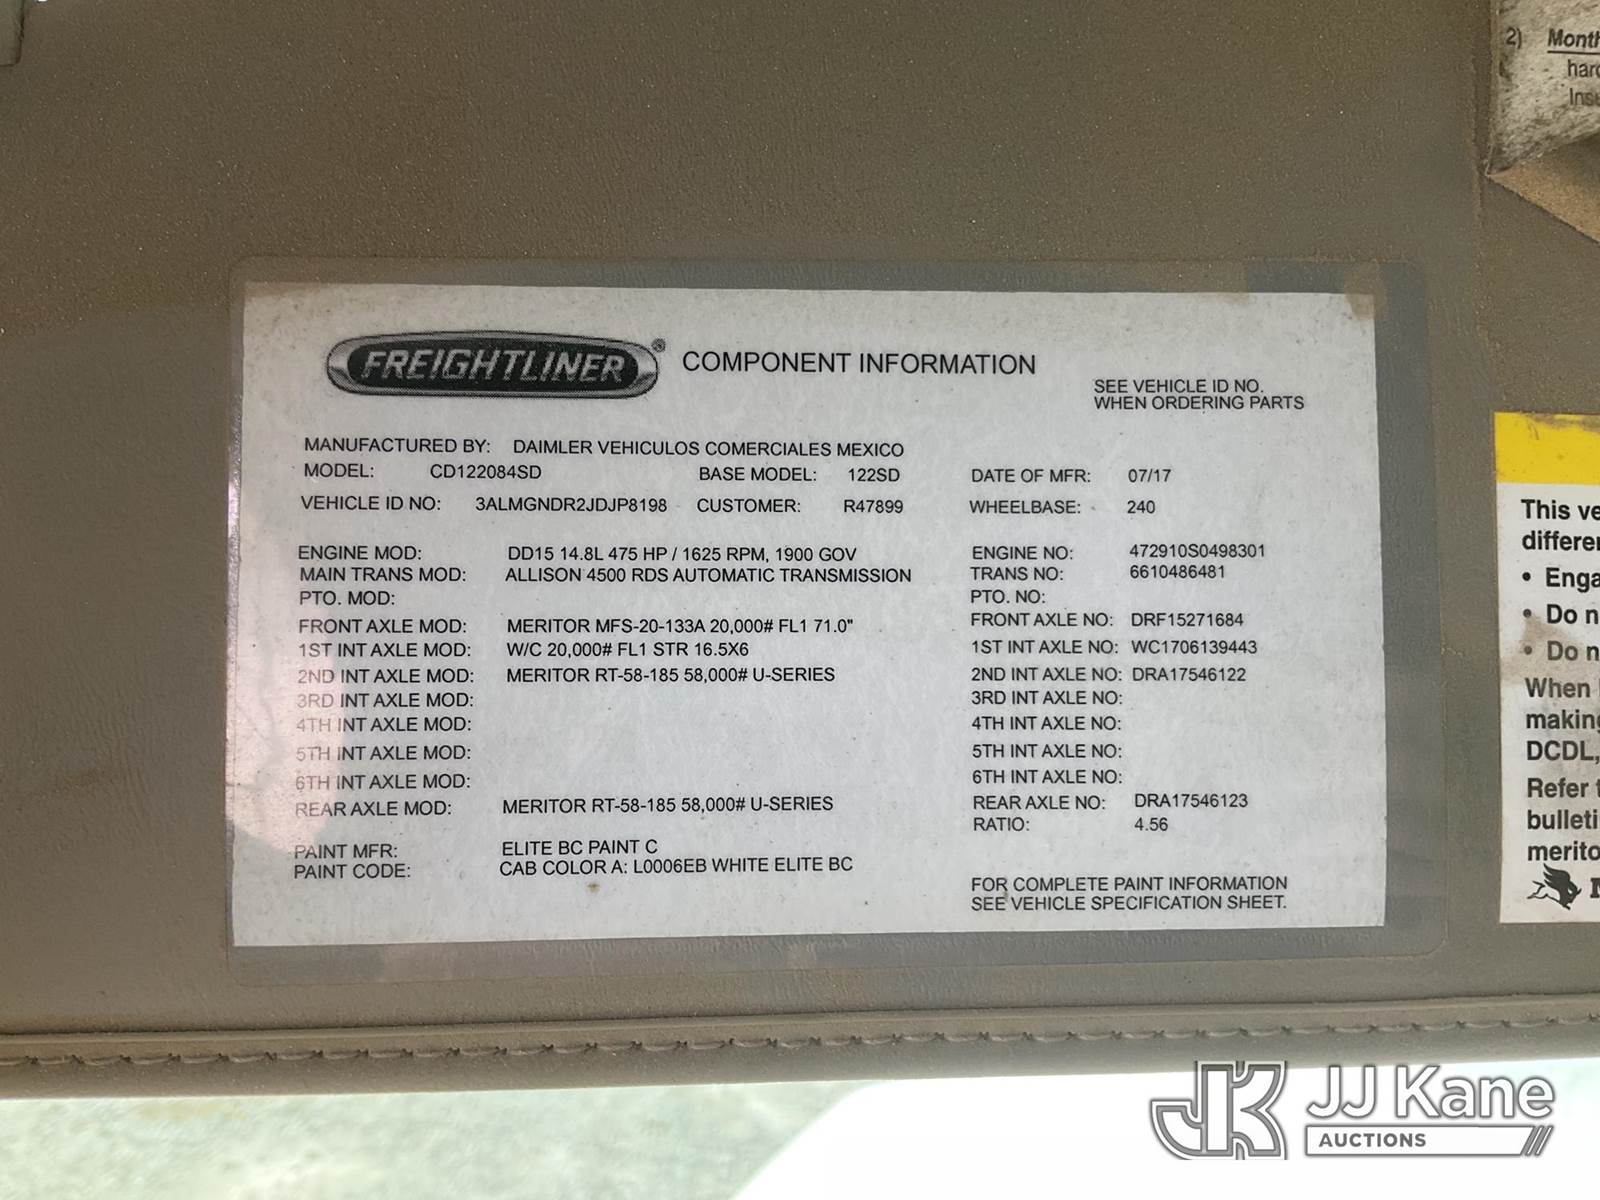 FREIGHTLINER® COMPONENT INFORMATION
SEE VEHICLE ID NO.
WHEN ORDERING PARTS
MANUFACTURED BY: DAIMLER VEHICULOS COMERCIALES MEXICO
MODEL: CD122084SD BASE MODEL: 122SD DATE OF MFR: 07/17
VEHICLE ID NO: 3ALMGNDR2JDJP8198 CUSTOMER: R47899 WHEELBASE: 240
ENGINE MOD: DD15 14.8L 475 HP / 1625 RPM, 1900 GOV ENGINE NO: 472910S0498301
MAIN TRANS MOD: ALLISON 4500 RDS AUTOMATIC TRANSMISSION TRANS NO: 6610486481
PTO. MOD: PTO. NO:
FRONT AXLE MOD: MERITOR MFS-20-133A 20,000# FL1 71.0" FRONT AXLE NO: DRF15271684
1ST INT AXLE MOD: W/C 20,000# FL1 STR 16.5X6 1ST INT AXLE NO: WC1706139443
2ND INT AXLE MOD: MERITOR RT-58-185 58,000# U-SERIES 2ND INT AXLE NO: DRA17546122
3RD INT AXLE MOD: 3RD INT AXLE NO:
4TH INT AXLE MOD: 4TH INT AXLE NO:
5TH INT AXLE MOD: 5TH INT AXLE NO:
6TH INT AXLE MOD: 6TH INT AXLE NO:
REAR AXLE MOD: MERITOR RT-58-185 58,000# U-SERIES REAR AXLE NO: DRA17546123
RATIO: 4.56
PAINT MFR: ELITE BC PAINT C
PAINT CODE: CAB COLOR A: L0006EB WHITE ELITE BC
FOR COMPLETE PAINT INFORMATION
SEE VEHICLE SPECIFICATION SHEET.
2) Month
hard
Inse
This ve
differe
• Enga
• Do n
• Do n
When
making
DCDL,
Refer t
bulleti
merito
JK JJ Kane
AUCTIONS